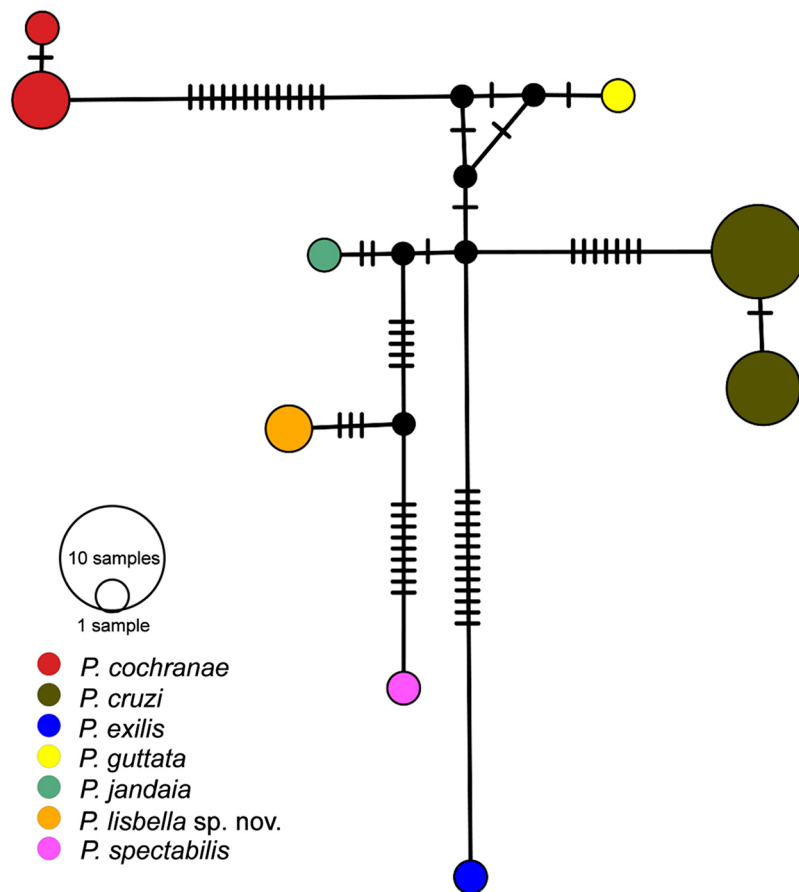 10 samples
1 sample
P. cochranae
P. cruzi
P. exilis
P. guttata
P. jandaia
P. lisbella sp. nov.
P. spectabilis